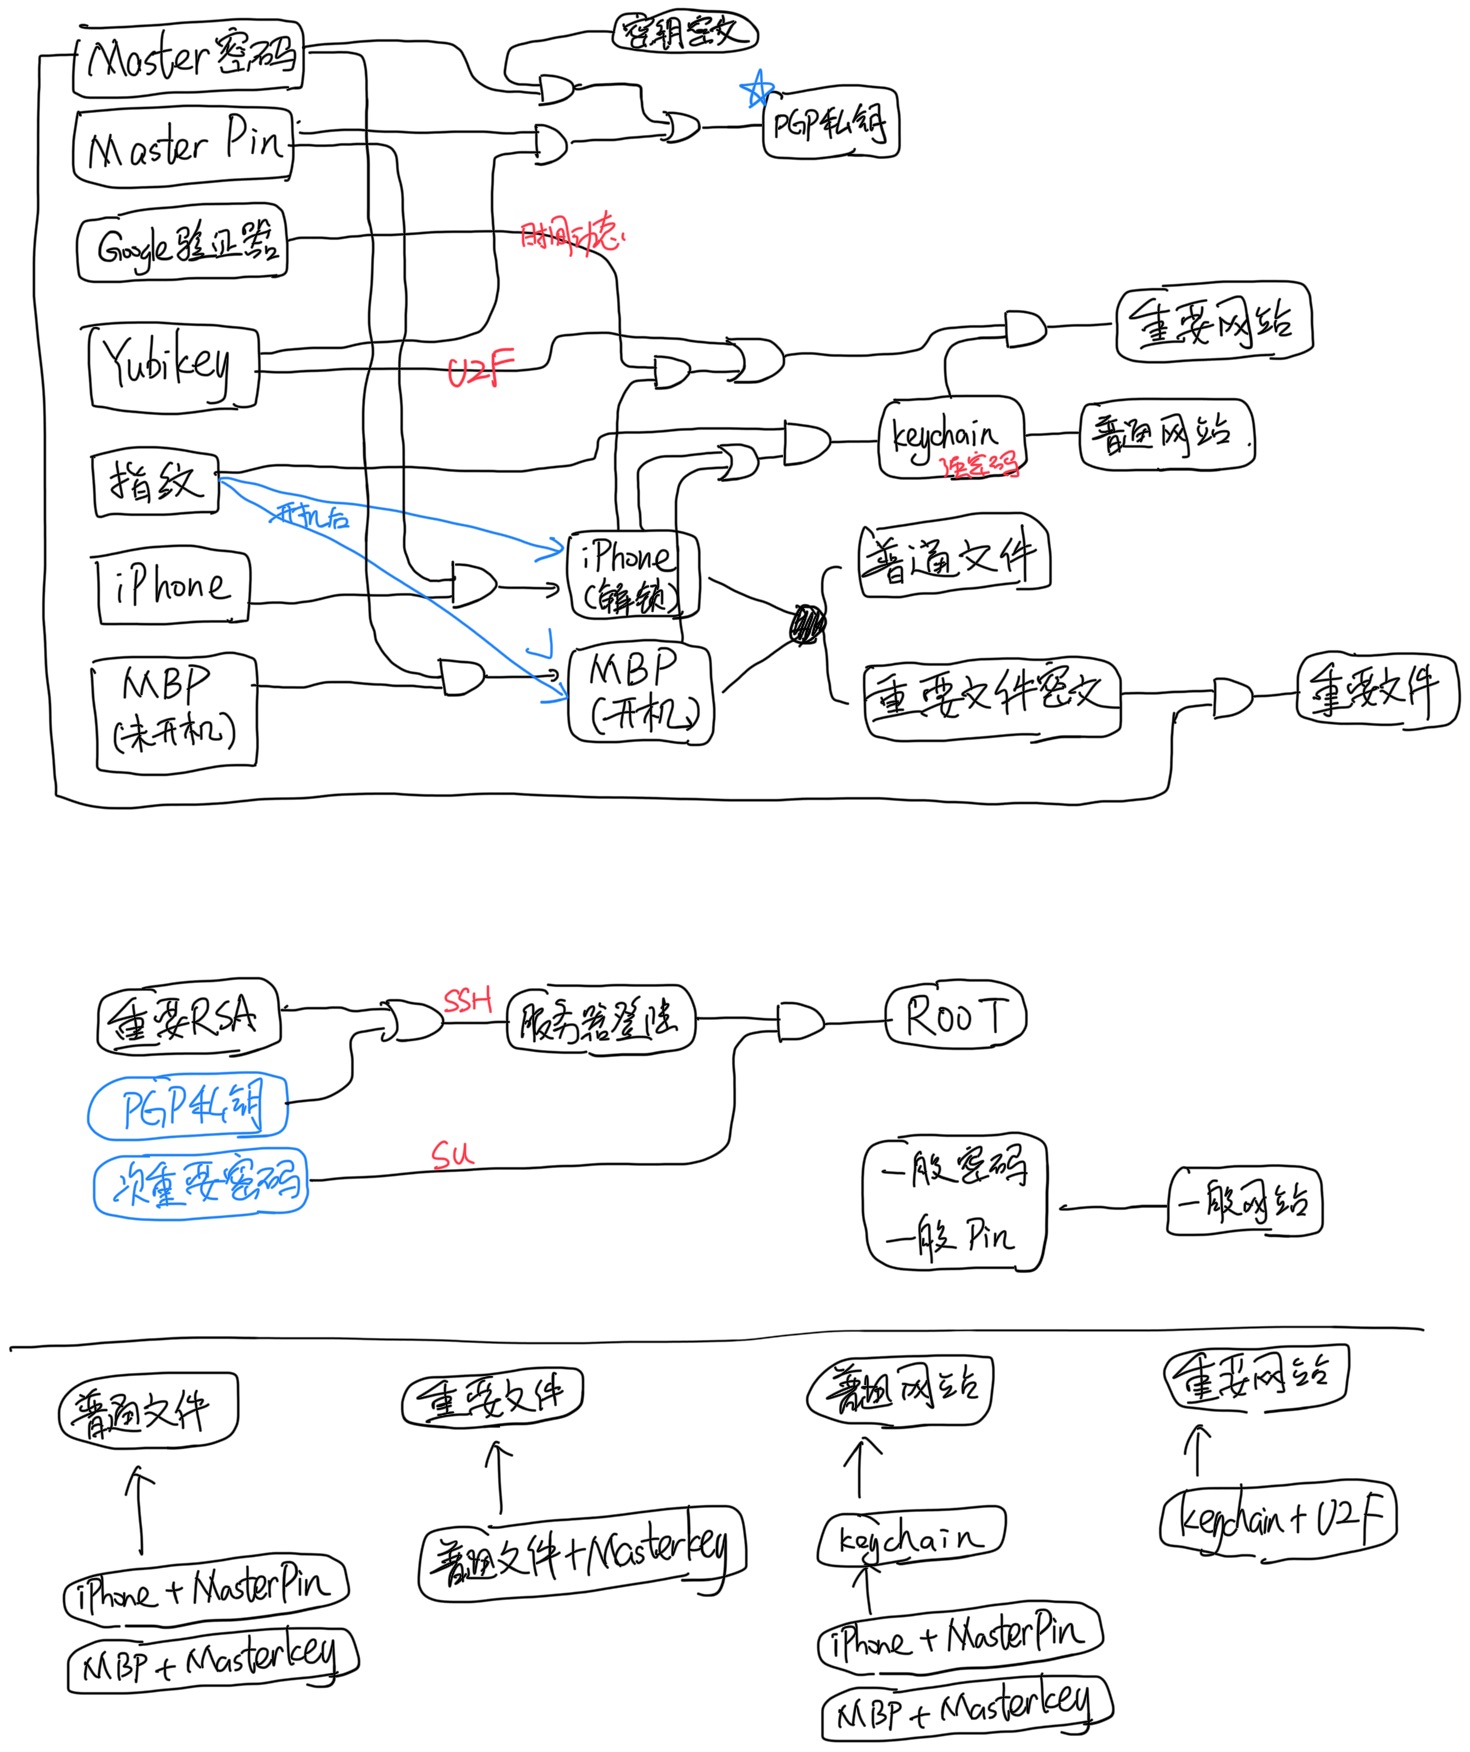 密钥密文
Master密码
PGP私钥
Master Pin
Google验证器
时间动态.
重要网站
Yubikey
U2F
keychain
强密码
普通网站.
指纹
开机后
iPhone
(解锁)
普通文件
iPhone
MBP
(未开机)
MBP
(开机)
重要文件密文
重要文件
重要RSA
SSH
服务器登陆
ROOT
PGP私钥
次重要密码
SU
一般密码
一般Pin
一般网站
普通文件
重要文件
普通网站
重要网站
iPhone+MasterPin
MBP+Masterkey
普通文件+Masterkey
keychain
iPhone+MasterPin
MBP+Masterkey
keychain+U2F